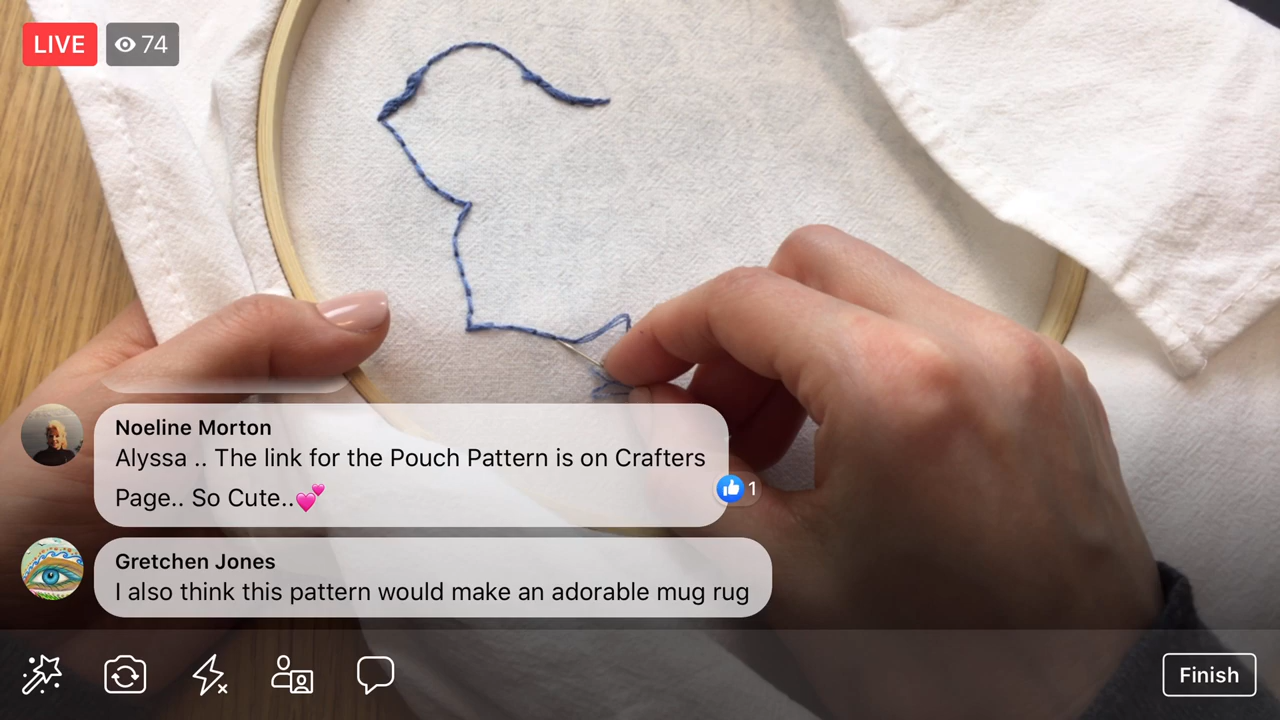 LIVE
74
Noeline Morton
Alyssa .. The link for the Pouch Pattern is on Crafters
Page.. So Cute..💕
1
Gretchen Jones
I also think this pattern would make an adorable mug rug
Finish